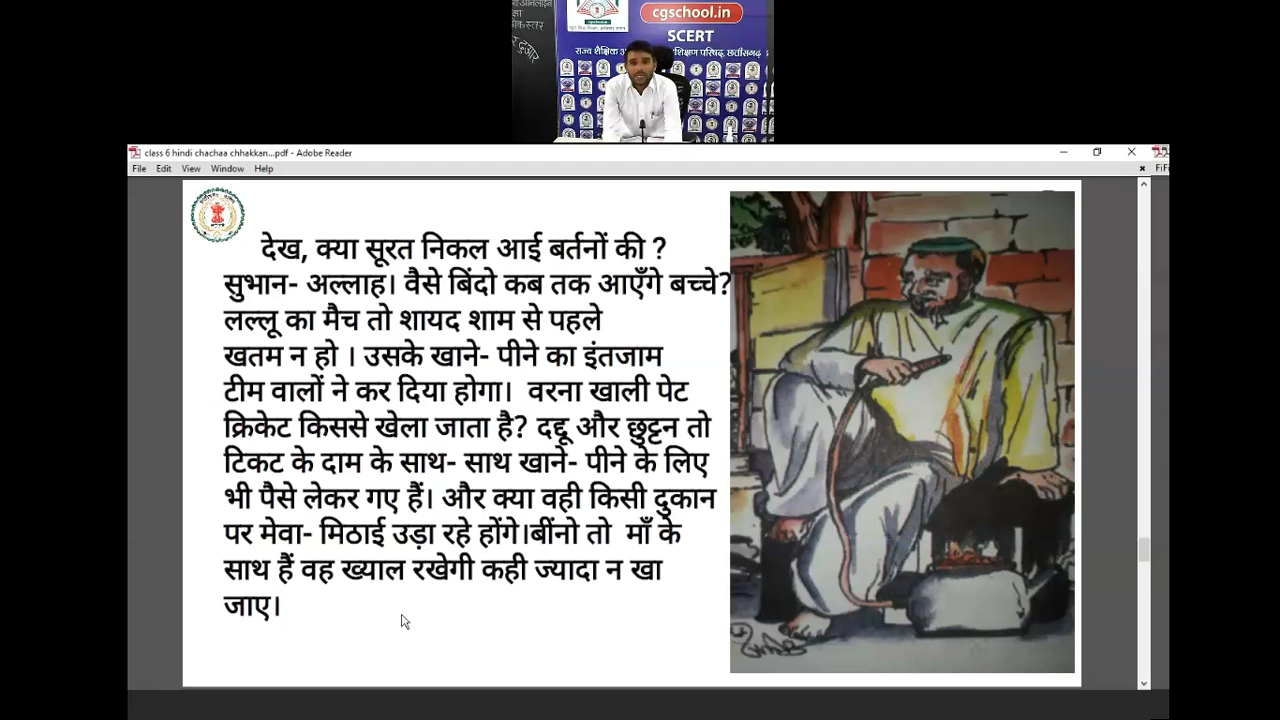 cgschool.in
SCERT
class 6 hindi chachaa chhakkan...pdf - Adobe Reader
File Edit View Window Help
देख, क्या सूरत निकल आई बर्तनों की ?
सुभान- अल्लाह। वैसे बिंदो कब तक आएँगे बच्चे?
लल्लू का मैच तो शायद शाम से पहले
खतम न हो । उसके खाने- पीने का इंतजाम
टीम वालों ने कर दिया होगा। वरना खाली पेट
क्रिकेट किससे खेला जाता है? दद्दू और छुट्टन तो
टिकट के दाम के साथ- साथ खाने- पीने के लिए
भी पैसे लेकर गए हैं। और क्या वही किसी दुकान
पर मेवा- मिठाई उड़ा रहे होंगे।बींनो तो माँ के
साथ हैं वह ख्याल रखेगी कही ज्यादा न खा
जाए।